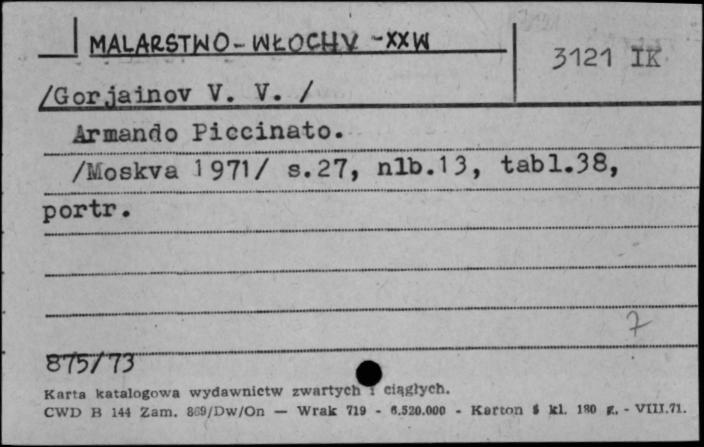 MALARSTWO - WŁOCHY - XX W
3121 IK
/Gorjainov V. V. /
Armando Piccinato.
/Moskva 1971/ s.27, nlb.13, tabl.38,
portr.
7
875/73
Karta katalogowa wydawnictw zwartych i ciągłych.
CWD B 144 Zam. 869/Dw/On — Wrak 719 - 6.520.000 - Karton kl. 180 g. - VIII.71.